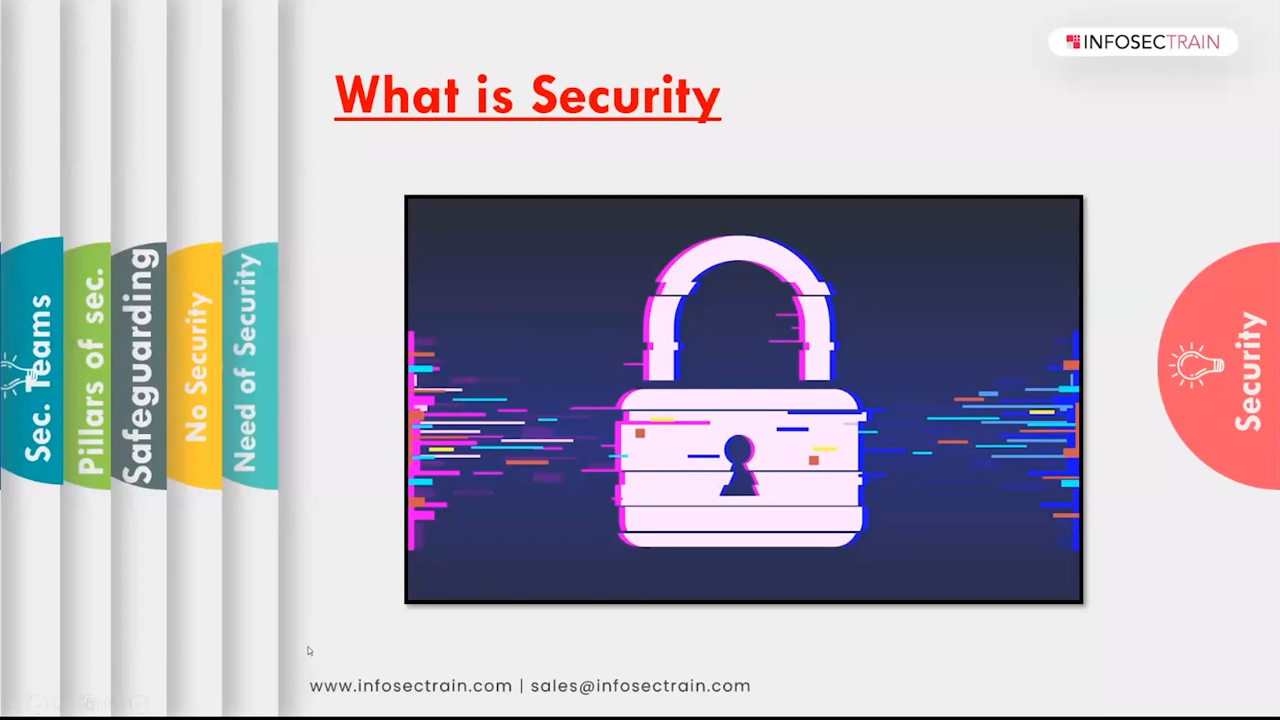 INFOSECTRAIN
What is Security
Sec. Teams
Pillars of sec.
Safeguarding
No Security
Need of Security
Security
www.infosectrain.com | sales@infosectrain.com